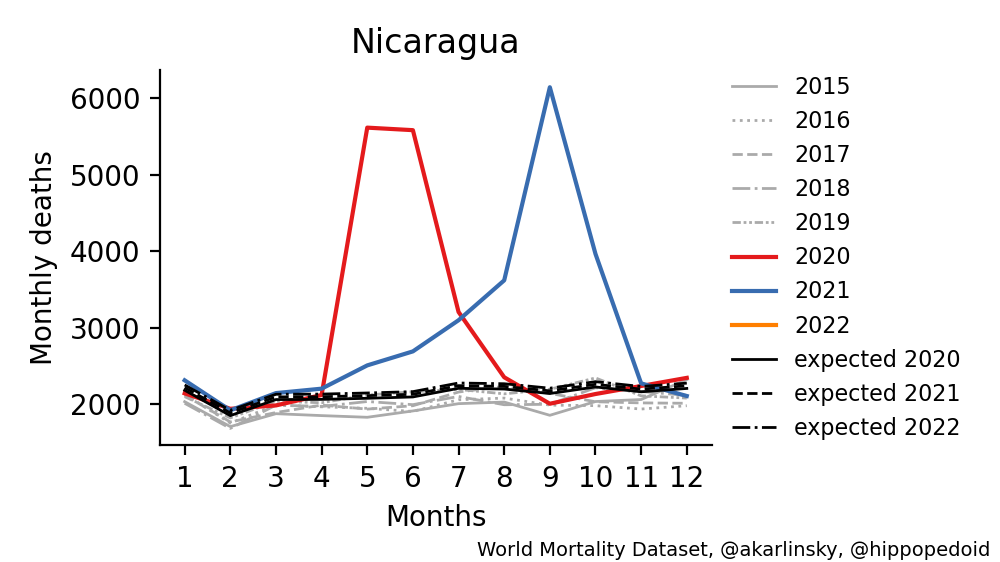 Nicaragua
6000
5000
4000
3000
2000
Monthly deaths
1 2 3 4 5 6 7 8 9 10 11 12
Months
2015
2016
2017
2018
2019
2020
2021
2022
expected 2020
expected 2021
expected 2022
World Mortality Dataset, @akarlinsky, @hippopedoid